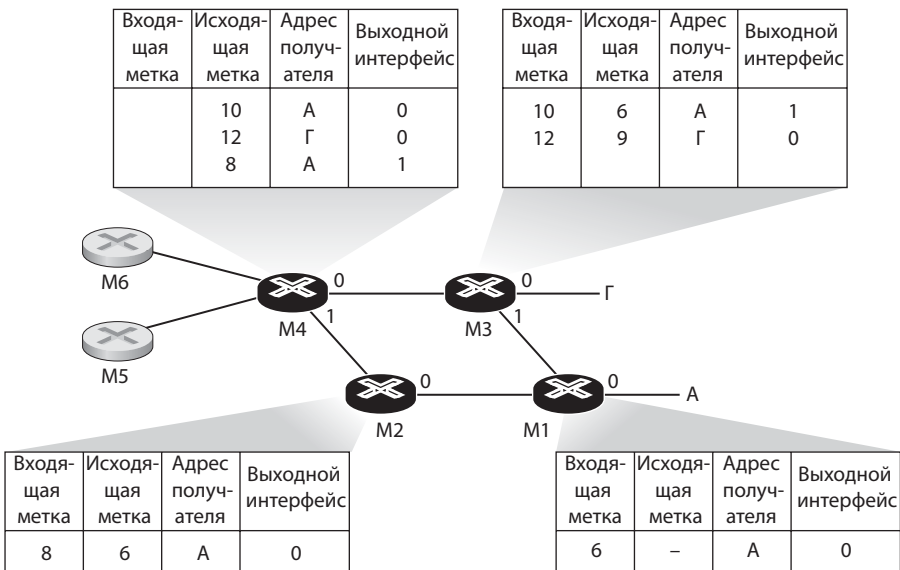 Входя-
щая
метка
Исходя-
щая
метка
Адрес
получ-
ателя
Выходной
интерфейс
10 А 0
12 Г 0
8 А 1
Входя-
щая
метка
Исходя-
щая
метка
Адрес
получ-
ателя
Выходной
интерфейс
10 6 А 1
12 9 Г 0
М6
М5
М4
0
1
М3
0
1
Г
М2
0
М1
0
А
Входя-
щая
метка
Исходя-
щая
метка
Адрес
получ-
ателя
Выходной
интерфейс
8 6 А 0
Входя-
щая
метка
Исходя-
щая
метка
Адрес
получ-
ателя
Выходной
интерфейс
6 – А 0